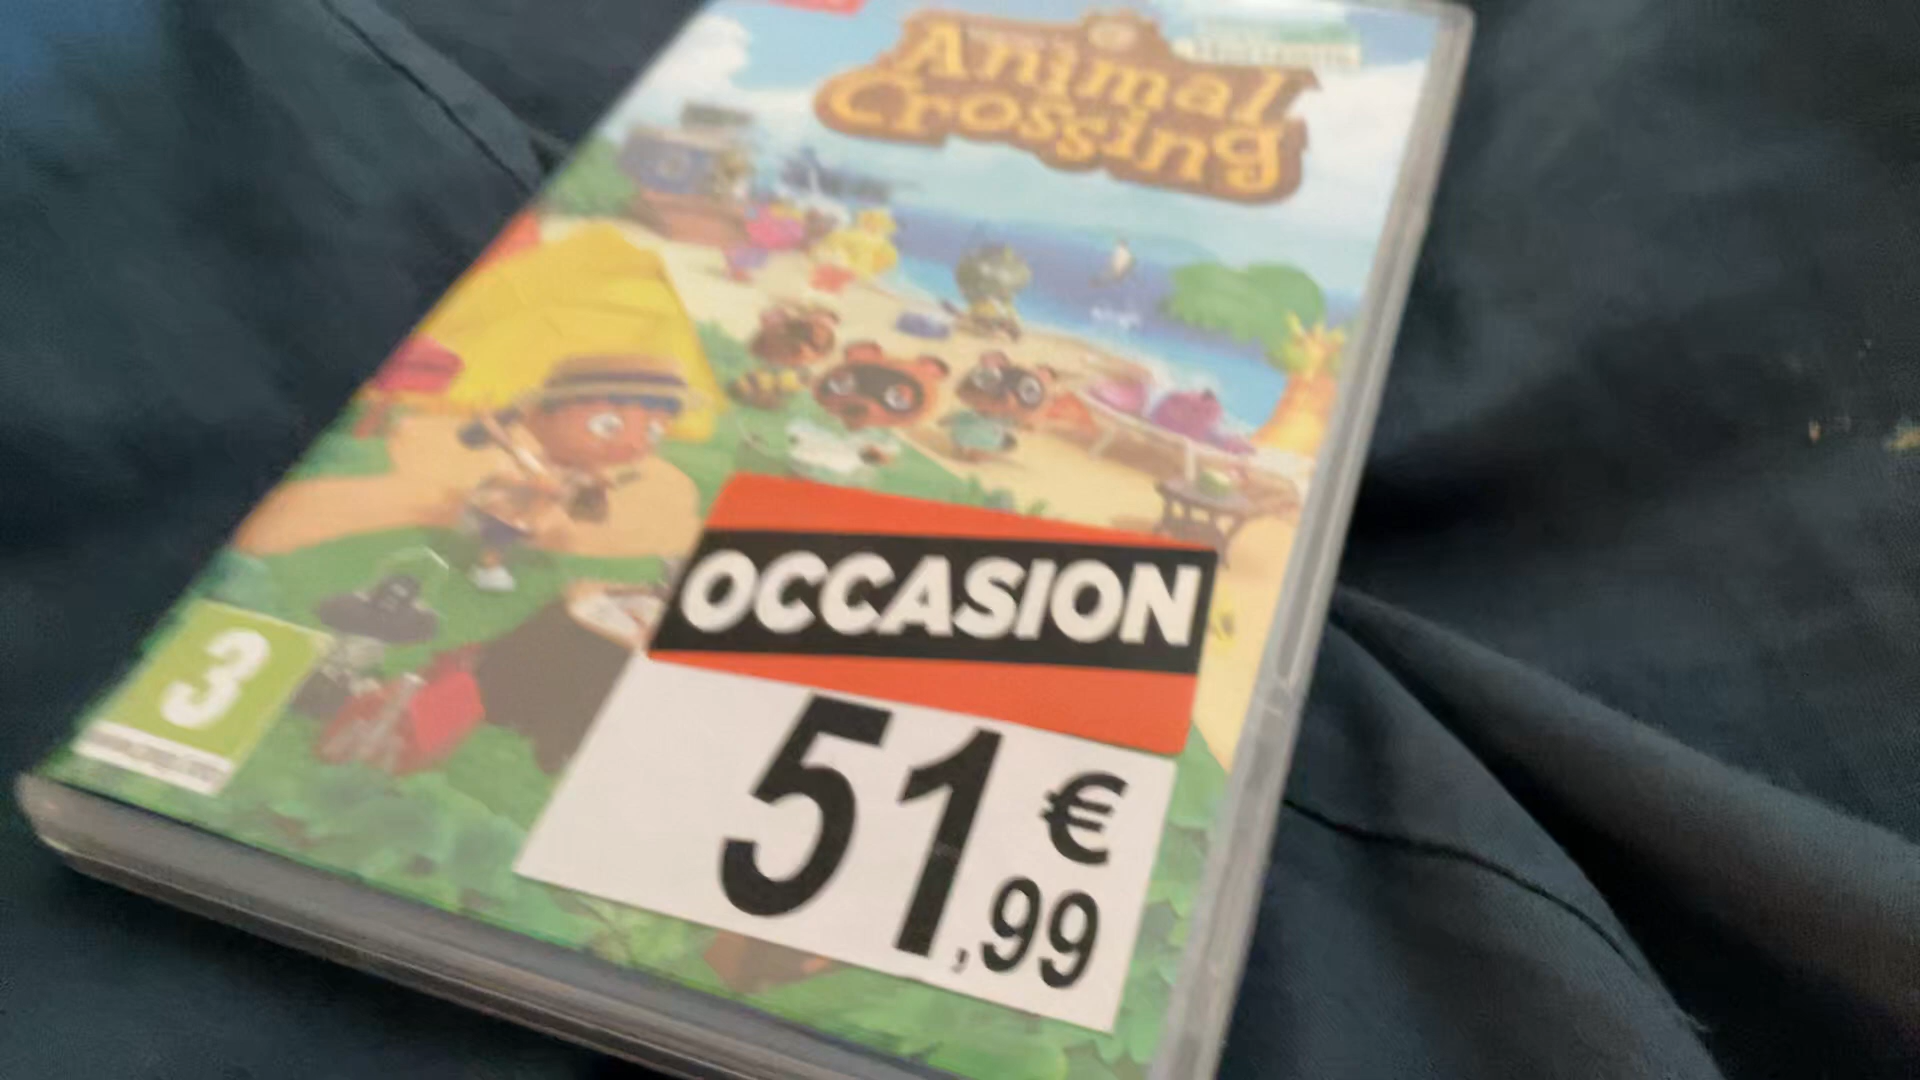 Animal
Crossing
OCCASION
3
51,99 €